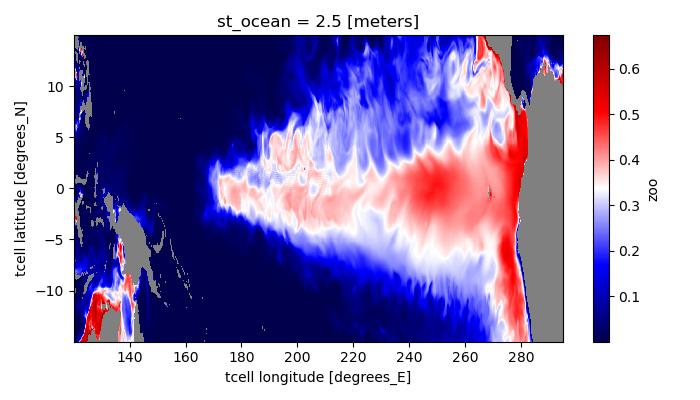 st_ocean = 2.5 [meters]
10
5
0
−5
−10
tcell latitude [degrees_N]
140 160 180 200 220 240 260 280
tcell longitude [degrees_E]
0.6
0.5
0.4
0.3
0.2
0.1
zoo